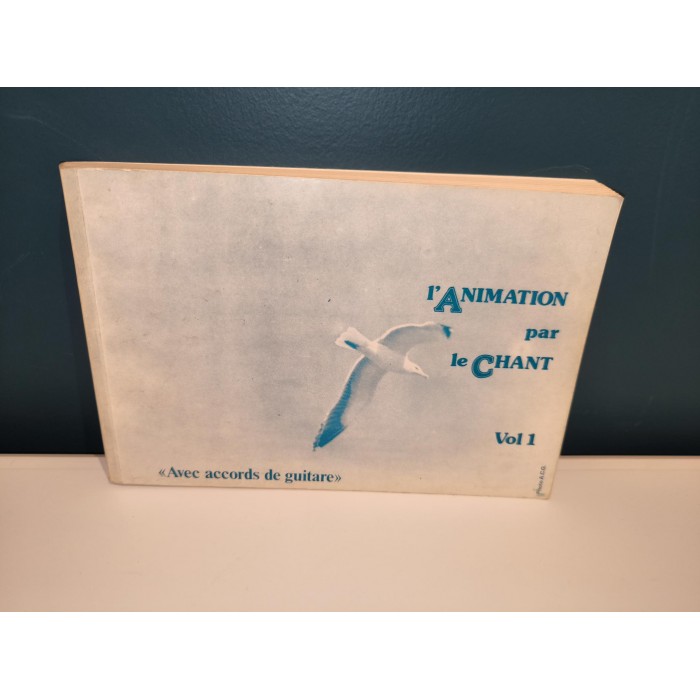 l'ANIMATION
par
le CHANT
Vol 1
«Avec accords de guitare»